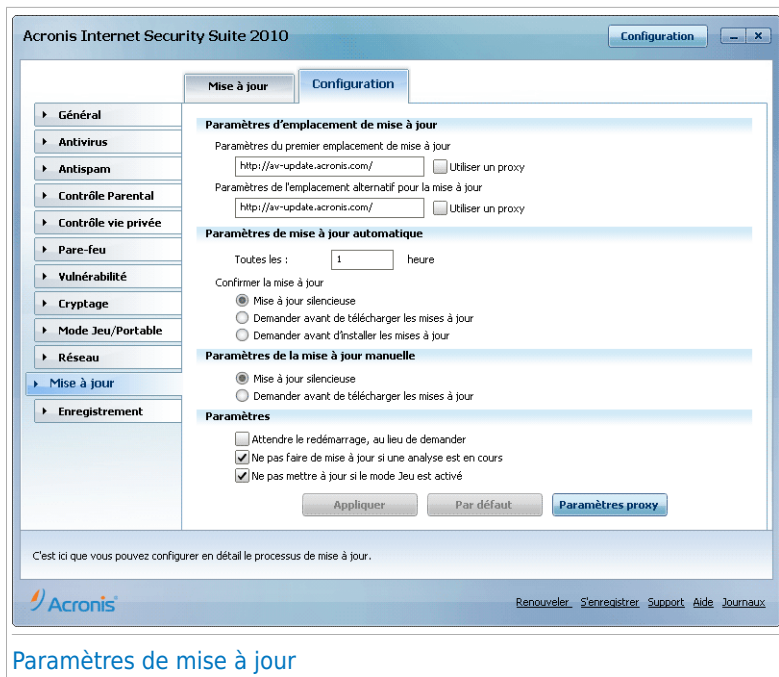 Acronis Internet Security Suite 2010
Configuration
Mise à jour
Configuration
Général
Antivirus
Antispam
Contrôle Parental
Contrôle vie privée
Pare-feu
Vulnérabilité
Cryptage
Mode Jeu/Portable
Réseau
Mise à jour
Enregistrement
Paramètres d'emplacement de mise à jour
Paramètres du premier emplacement de mise à jour
http://av-update.acronis.com/
Utiliser un proxy
Paramètres de l'emplacement alternatif pour la mise à jour
http://av-update.acronis.com/
Utiliser un proxy
Paramètres de mise à jour automatique
Toutes les : 1 heure
Confirmer la mise à jour
Mise à jour silencieuse
Demander avant de télécharger les mises à jour
Demander avant d'installer les mises à jour
Paramètres de la mise à jour manuelle
Mise à jour silencieuse
Demander avant de télécharger les mises à jour
Paramètres
Attendre le redémarrage, au lieu de demander
Ne pas faire de mise à jour si une analyse est en cours
Ne pas mettre à jour si le mode Jeu est activé
Appliquer
Par défaut
Paramètres proxy
C'est ici que vous pouvez configurer en détail le processus de mise à jour.
Acronis
Renouveler S'enregistrer Support Aide Journaux
Paramètres de mise à jour